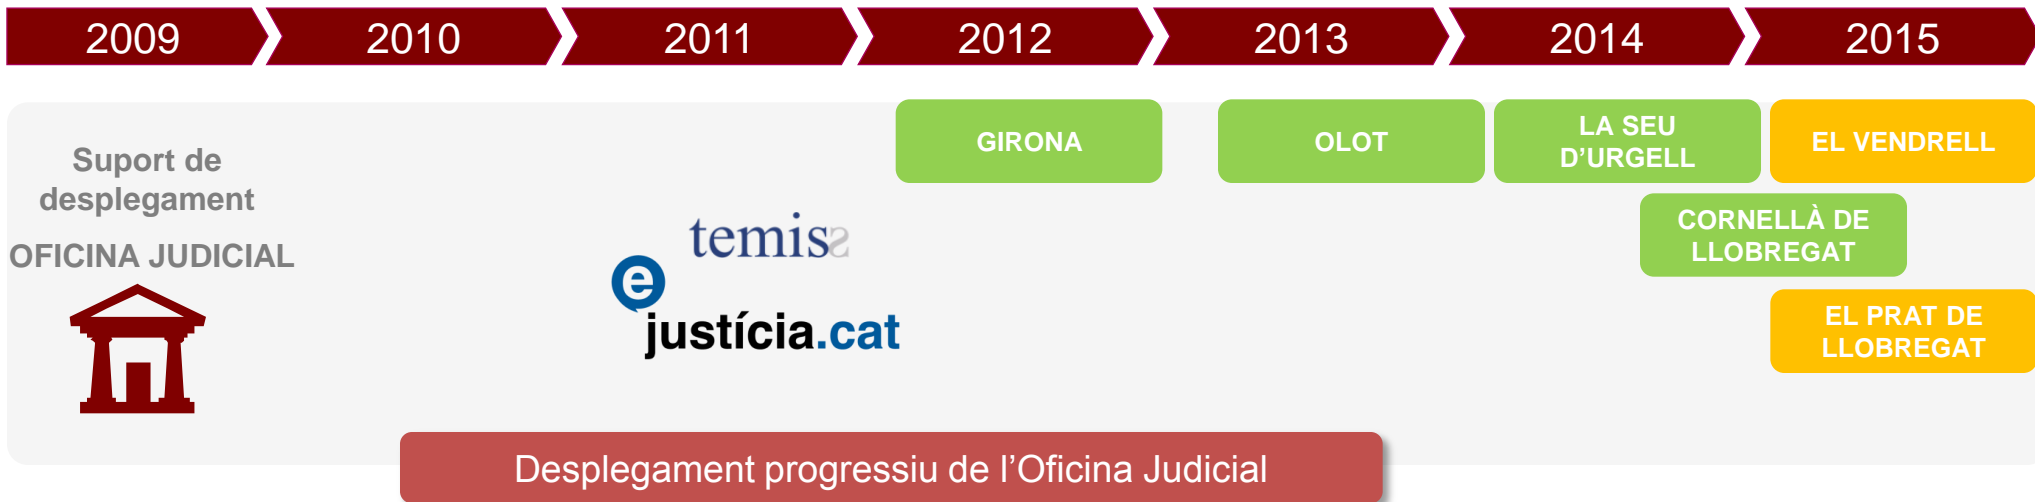 2009 2010 2011 2012 2013 2014 2015
Suport de
desplegament
OFICINA JUDICIAL
temiss
e
justícia.cat
GIRONA
OLOT
LA SEU
D’URGELL
EL VENDRELL
CORNELLÀ DE
LLOBREGAT
EL PRAT DE
LLOBREGAT
Desplegament progressiu de l’Oficina Judicial